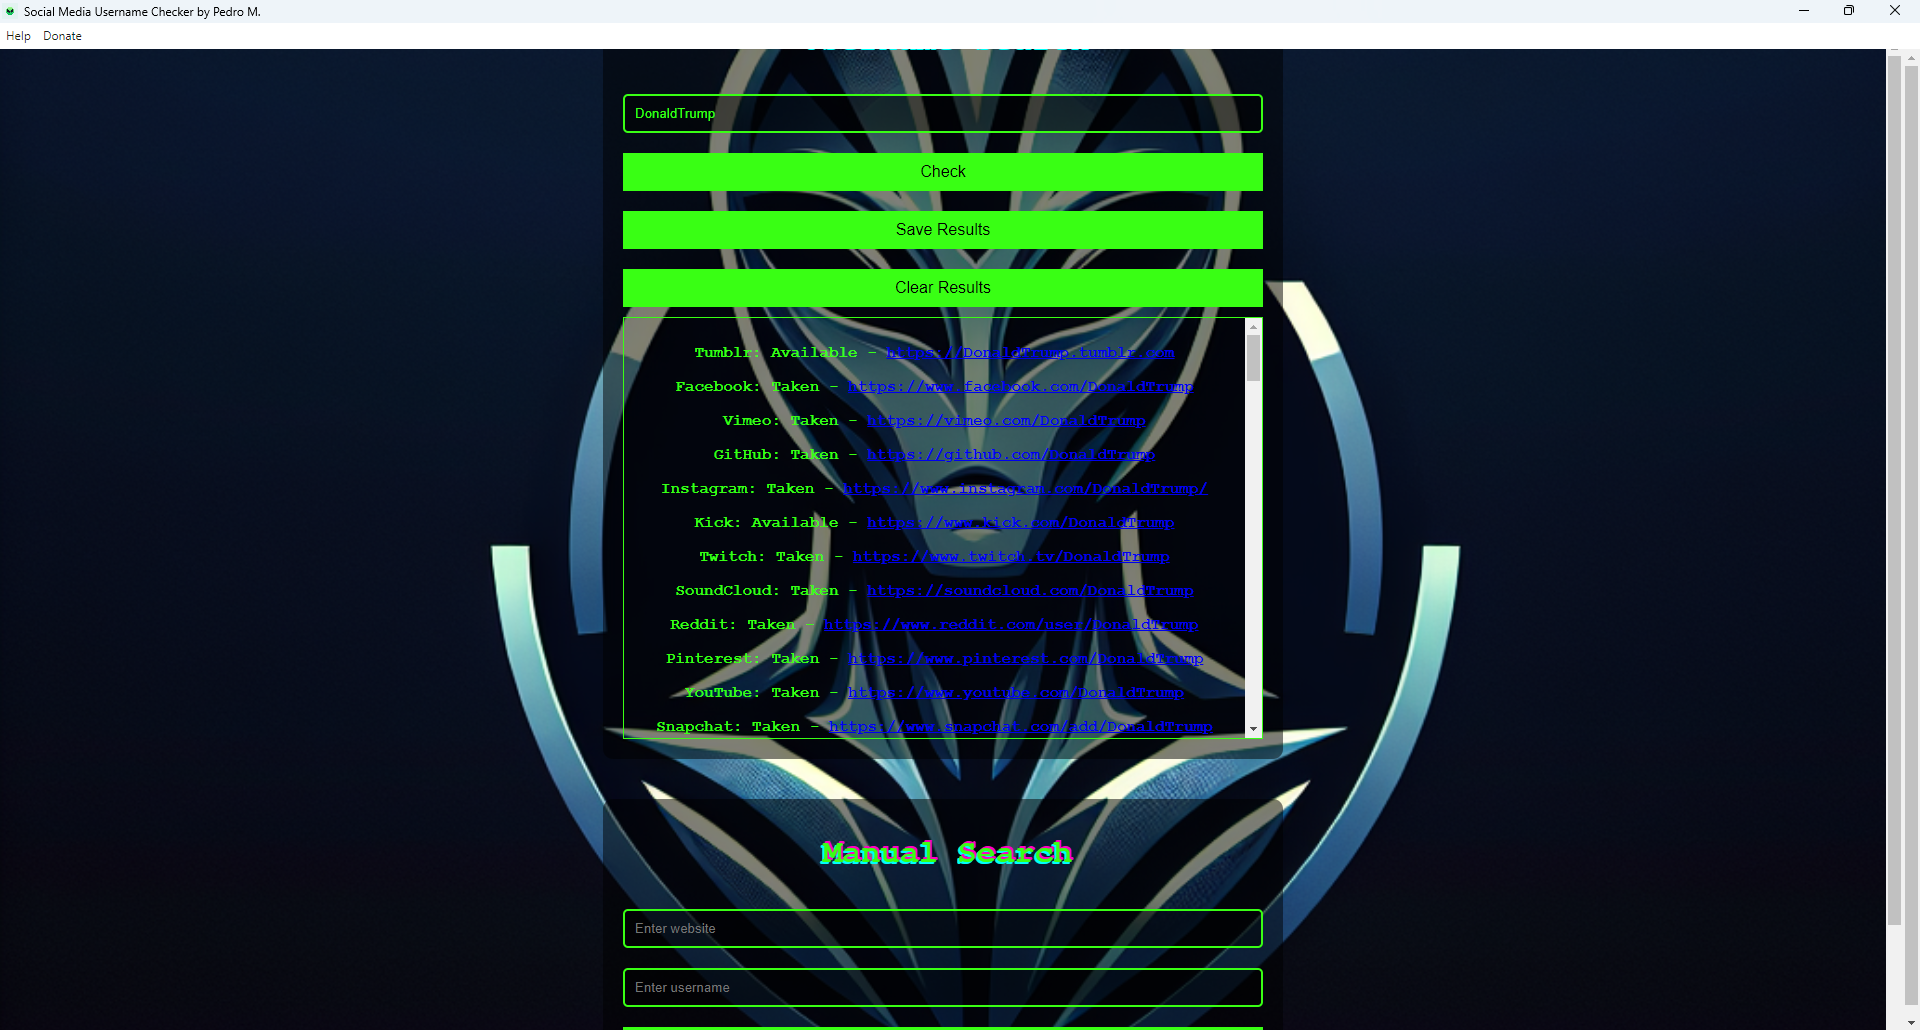 Social Media Username Checker by Pedro M.
Help Donate
DonaldTrump
Check
Save Results
Clear Results
Tumblr: Available - https://DonaldTrump.tumblr.com
Facebook: Taken - https://www.facebook.com/DonaldTrump
Vimeo: Taken - https://vimeo.com/DonaldTrump
GitHub: Taken - https://github.com/DonaldTrump
Instagram: Taken - https://www.instagram.com/DonaldTrump/
Kick: Available - https://www.kick.com/DonaldTrump
Twitch: Taken - https://www.twitch.tv/DonaldTrump
SoundCloud: Taken - https://soundcloud.com/DonaldTrump
Reddit: Taken - https://www.reddit.com/user/DonaldTrump
Pinterest: Taken - https://www.pinterest.com/DonaldTrump
YouTube: Taken - https://www.youtube.com/DonaldTrump
Snapchat: Taken - https://www.snapchat.com/add/DonaldTrump
Manual Search
Enter website
Enter username